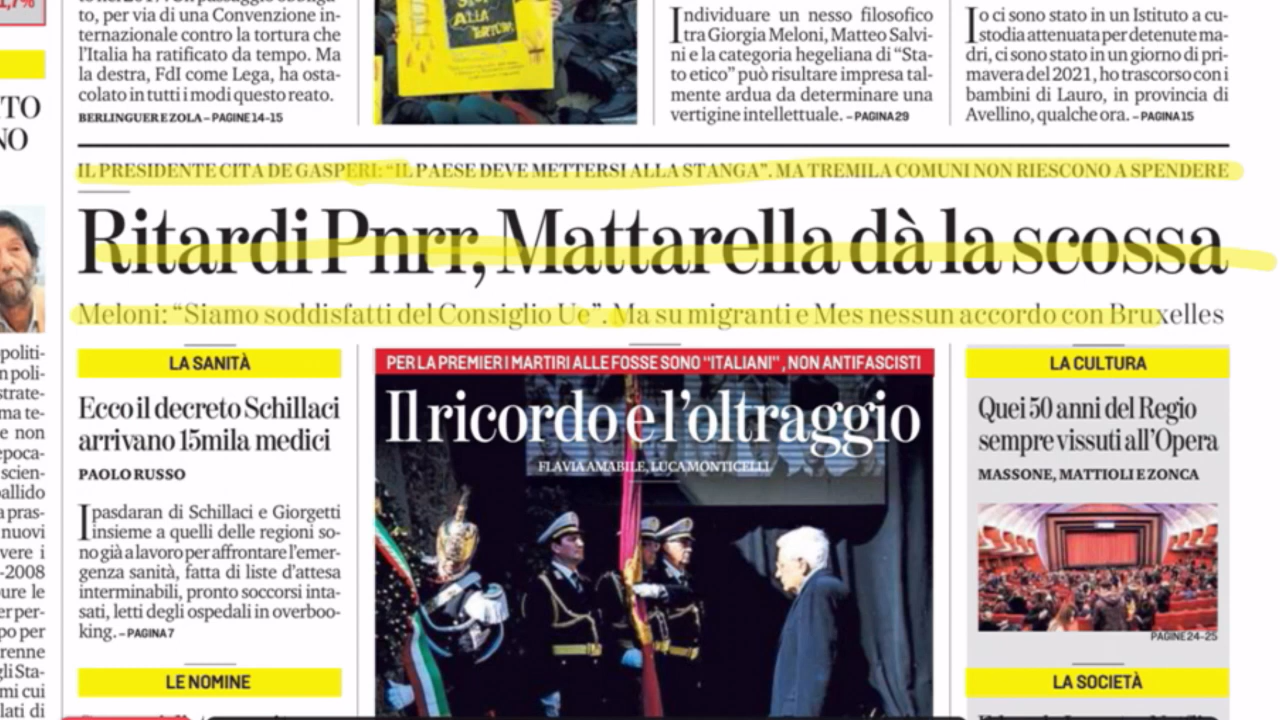 1,7%
to, per via di una Convenzione in-
ternazionale contro la tortura che
l'Italia ha ratificato da tempo. Ma
la destra, FdI come Lega, ha osta-
colato in tutti i modi questo reato.
BERLINGUER E ZOLA – PAGINE 14-15
ALLA
Individuare un nesso filosofico
tra Giorgia Meloni, Matteo Salvi-
ni e la categoria hegeliana di “Sta-
to etico” può risultare impresa tal-
mente ardua da determinare una
vertigine intellettuale. – PAGINA 29
Io ci sono stato in un Istituto a cu-
stodia attenuata per detenute ma-
dri, ci sono stato in un giorno di pri-
mavera del 2021, ho trascorso con i
bambini di Lauro, in provincia di
Avellino, qualche ora. – PAGINA 15
IL PRESIDENTE CITA DE GASPERI: “IL PAESE DEVE METTERSI ALLA STANGA”. MA TREMILA COMUNI NON RIESCONO A SPENDERE
Ritardi Pnrr, Mattarella dà la scossa
Meloni: “Siamo soddisfatti del Consiglio Ue”. Ma su migranti e Mes nessun accordo con Bruxelles
LA SANITÀ
Ecco il decreto Schillaci
arrivano 15mila medici
PAOLO RUSSO
I pasdaran di Schillaci e Giorgetti
insieme a quelli delle regioni so-
no già a lavoro per affrontare l'emer-
genza sanità, fatta di liste d'attesa
interminabili, pronto soccorsi inta-
sati, letti degli ospedali in overboo-
king. – PAGINA 7
LE NOMINE
PER LA PREMIER I MARTIRI ALLE FOSSE SONO “ITALIANI”, NON ANTIFASCISTI
Il ricordo e l'oltraggio
FLAVIA AMABILE, LUCA MONTICELLI
LA CULTURA
Quei 50 anni del Regio
sempre vissuti all'Opera
MASSONE, MATTIOLI E ZONCA
PAGINE 24-25
LA SOCIETÀ